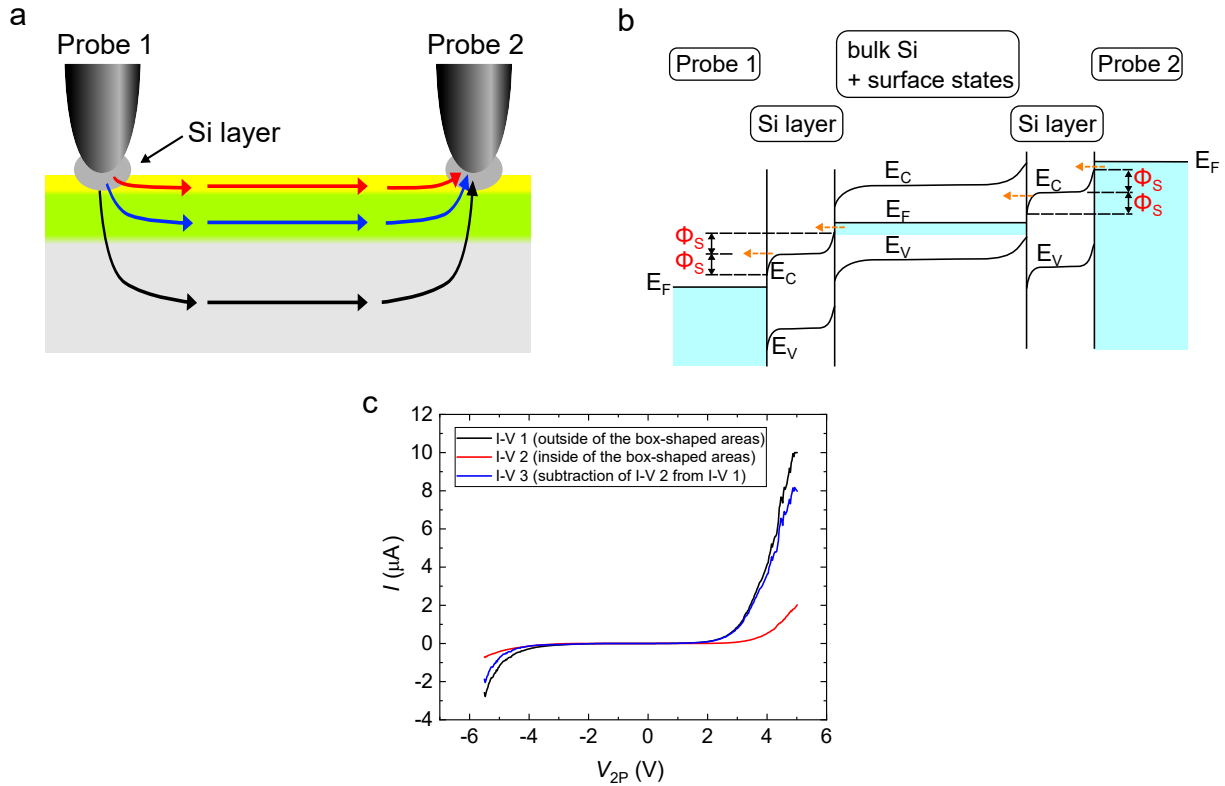 a
Probe 1
Probe 2
Si layer
b
Probe 1
bulk Si
+ surface states
Probe 2
Si layer
Si layer
E_F
E_C
E_C
Φ_S
Φ_S
E_F
Φ_S
Φ_S
E_V
E_V
E_C
E_F
E_V
c
12
10
8
6
4
2
0
-2
-4
I (μA)
I-V 1 (outside of the box-shaped areas)
I-V 2 (inside of the box-shaped areas)
I-V 3 (subtraction of I-V 2 from I-V 1)
-6 -4 -2 0 2 4 6
V_2P (V)